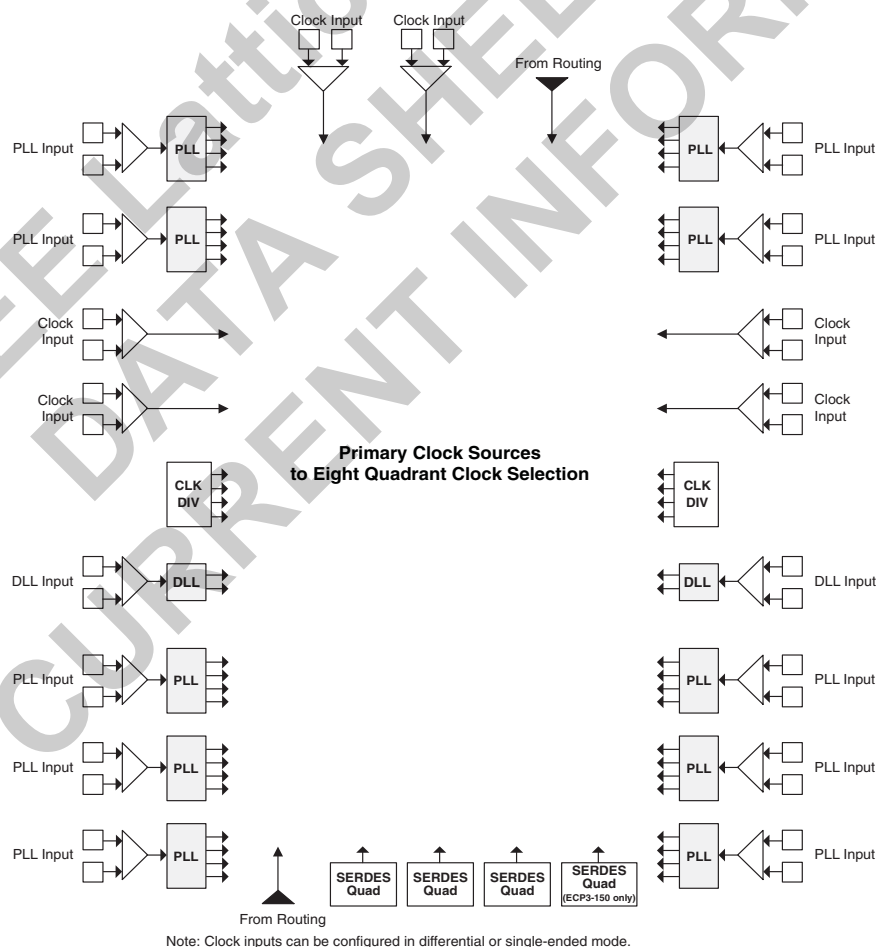 Clock Input Clock Input
From Routing
PLL Input PLL PLL PLL Input
PLL Input PLL PLL PLL Input
Clock
Input
Clock
Input
Clock
Input
Clock
Input
Primary Clock Sources
to Eight Quadrant Clock Selection
CLK
DIV
CLK
DIV
DLL Input DLL DLL DLL Input
PLL Input PLL PLL PLL Input
PLL Input PLL PLL PLL Input
PLL Input PLL PLL PLL Input
SERDES
Quad
SERDES
Quad
SERDES
Quad
SERDES
Quad
(ECP3-150 only)
From Routing
Note: Clock inputs can be configured in differential or single-ended mode.
DATA
CURRENT